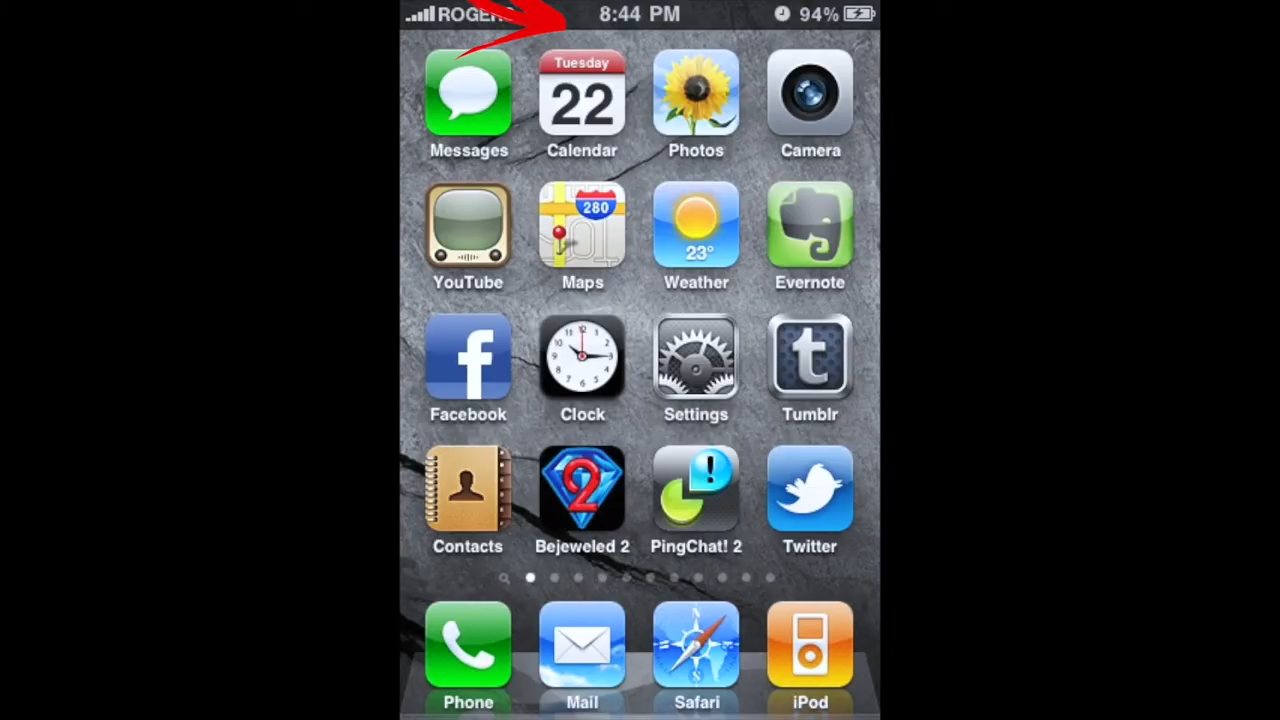 ROGERS 8:44 PM 94%
Tuesday
22
Messages Calendar Photos Camera
280
23°
YouTube Maps Weather Evernote
f
t
Facebook Clock Settings Tumblr
2 !
Contacts Bejeweled 2 PingChat! 2 Twitter
N
S
Phone Mail Safari iPod